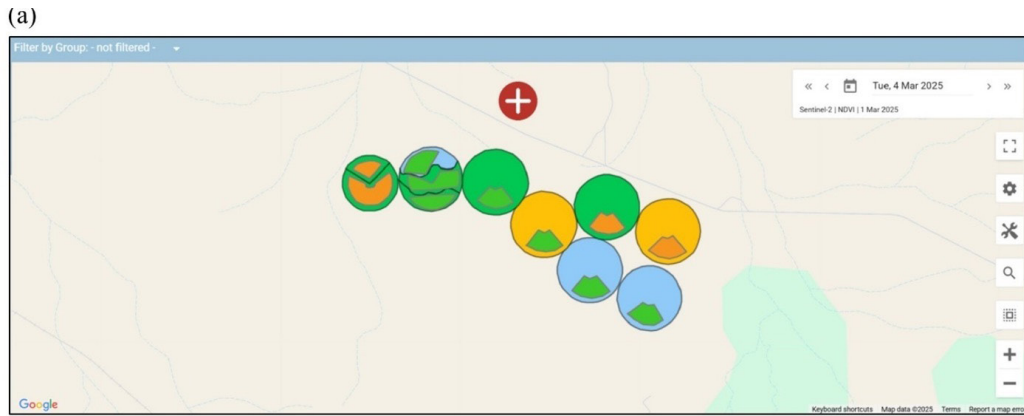 (a)
Filter by Group: - not filtered -
Tue, 4 Mar 2025
Sentinel-2 | NDVI | 1 Mar 2025
Google
Keyboard shortcuts Map data ©2025 Terms Report a map erro